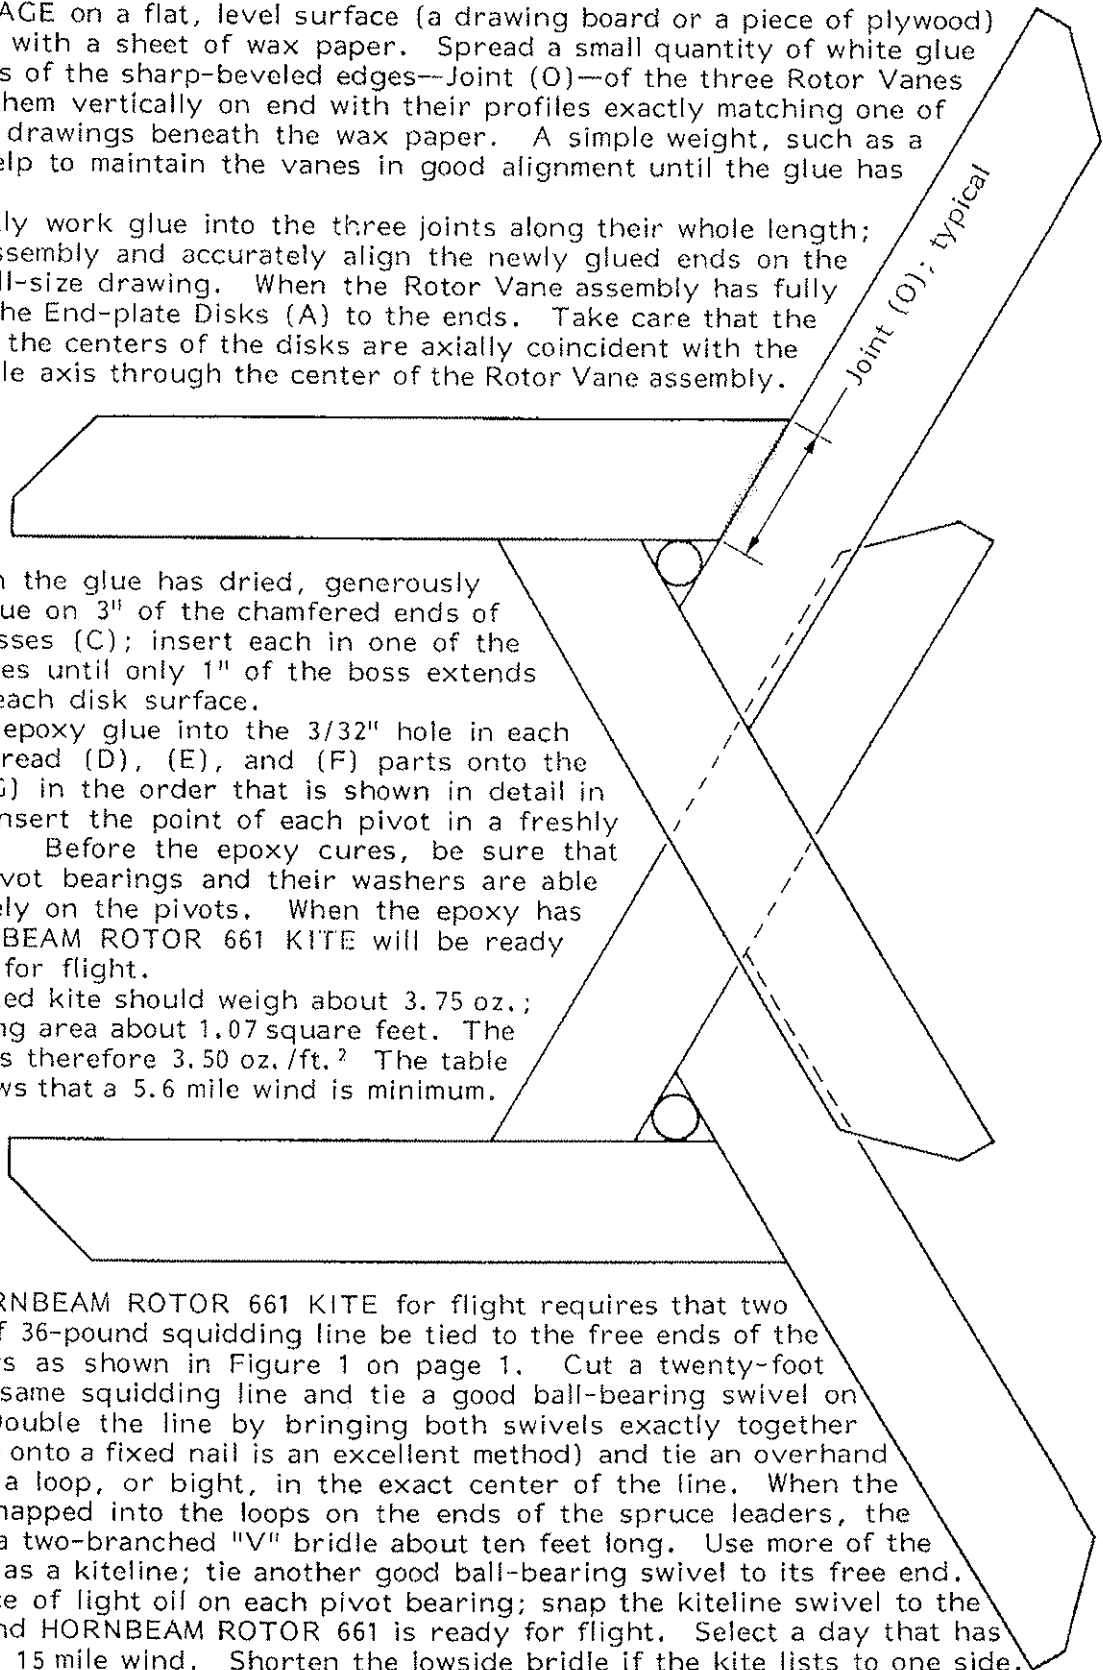 AGE on a flat, level surface (a drawing board or a piece of plywood)
with a sheet of wax paper. Spread a small quantity of white glue
s of the sharp-beveled edges—Joint (O)—of the three Rotor Vanes
hem vertically on end with their profiles exactly matching one of
drawings beneath the wax paper. A simple weight, such as a
elp to maintain the vanes in good alignment until the glue has
ly work glue into the three joints along their whole length;
ssembly and accurately align the newly glued ends on the
ll-size drawing. When the Rotor Vane assembly has fully
he End-plate Disks (A) to the ends. Take care that the
the centers of the disks are axially coincident with the
le axis through the center of the Rotor Vane assembly.
Joint (O); typical
n the glue has dried, generously
ue on 3" of the chamfered ends of
sses (C); insert each in one of the
es until only 1" of the boss extends
each disk surface.
epoxy glue into the 3/32" hole in each
read (D), (E), and (F) parts onto the
G) in the order that is shown in detail in
nsert the point of each pivot in a freshly
Before the epoxy cures, be sure that
vot bearings and their washers are able
ely on the pivots. When the epoxy has
BEAM ROTOR 661 KITE will be ready
for flight.
ed kite should weigh about 3.75 oz.;
ng area about 1.07 square feet. The
s therefore 3.50 oz./ft.² The table
ws that a 5.6 mile wind is minimum.
RNBEAM ROTOR 661 KITE for flight requires that two
f 36-pound squidding line be tied to the free ends of the
rs as shown in Figure 1 on page 1. Cut a twenty-foot
same squidding line and tie a good ball-bearing swivel on
Double the line by bringing both swivels exactly together
onto a fixed nail is an excellent method) and tie an overhand
a loop, or bight, in the exact center of the line. When the
napped into the loops on the ends of the spruce leaders, the
a two-branched "V" bridle about ten feet long. Use more of the
as a kiteline; tie another good ball-bearing swivel to its free end.
ce of light oil on each pivot bearing; snap the kiteline swivel to the
nd HORNBEAM ROTOR 661 is ready for flight. Select a day that has
15 mile wind. Shorten the lowside bridle if the kite lists to one side.